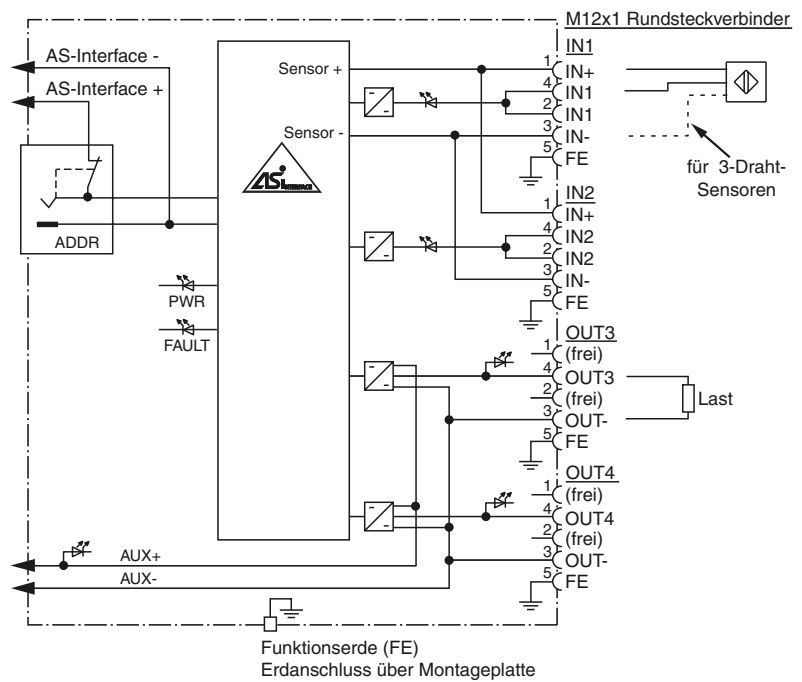 M12x1 Rundsteckverbinder
AS-Interface -
AS-Interface +
ADDR
PWR
FAULT
Sensor +
Sensor -
AS-INTERFACE
IN1
1 IN+
4 IN1
2 IN1
3 IN-
5 FE
für 3-Draht-
Sensoren
IN2
1 IN+
4 IN2
2 IN2
3 IN-
5 FE
OUT3
1 (frei)
4 OUT3
2 (frei)
3 OUT-
5 FE
Last
OUT4
1 (frei)
4 OUT4
2 (frei)
3 OUT-
5 FE
AUX+
AUX-
Funktionserde (FE)
Erdanschluss über Montageplatte